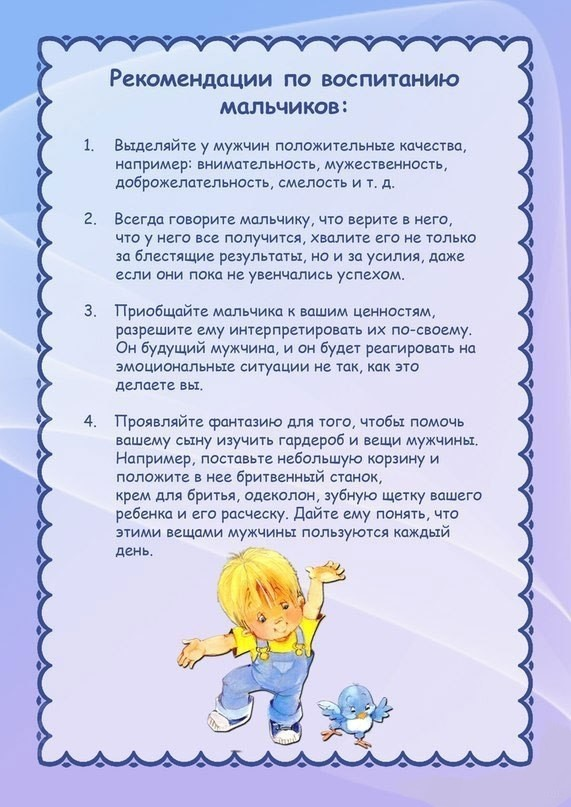 Рекомендации по воспитанию
мальчиков:
1. Выделяйте у мужчин положительные качества,
например: внимательность, мужественность,
доброжелательность, смелость и т. д.
2. Всегда говорите мальчику, что верите в него,
что у него все получится, хвалите его не только
за блестящие результаты, но и за усилия, даже
если они пока не увенчались успехом.
3. Приобщайте мальчика к вашим ценностям,
разрешите ему интерпретировать их по-своему.
Он будущий мужчина, и он будет реагировать на
эмоциональные ситуации не так, как это
делаете вы.
4. Проявляйте фантазию для того, чтобы помочь
вашему сыну изучить гардероб и вещи мужчины.
Например, поставьте небольшую корзину и
положите в нее бритвенный станок,
крем для бритья, одеколон, зубную щетку вашего
ребенка и его расческу. Дайте ему понять, что
этими вещами мужчины пользуются каждый
день.